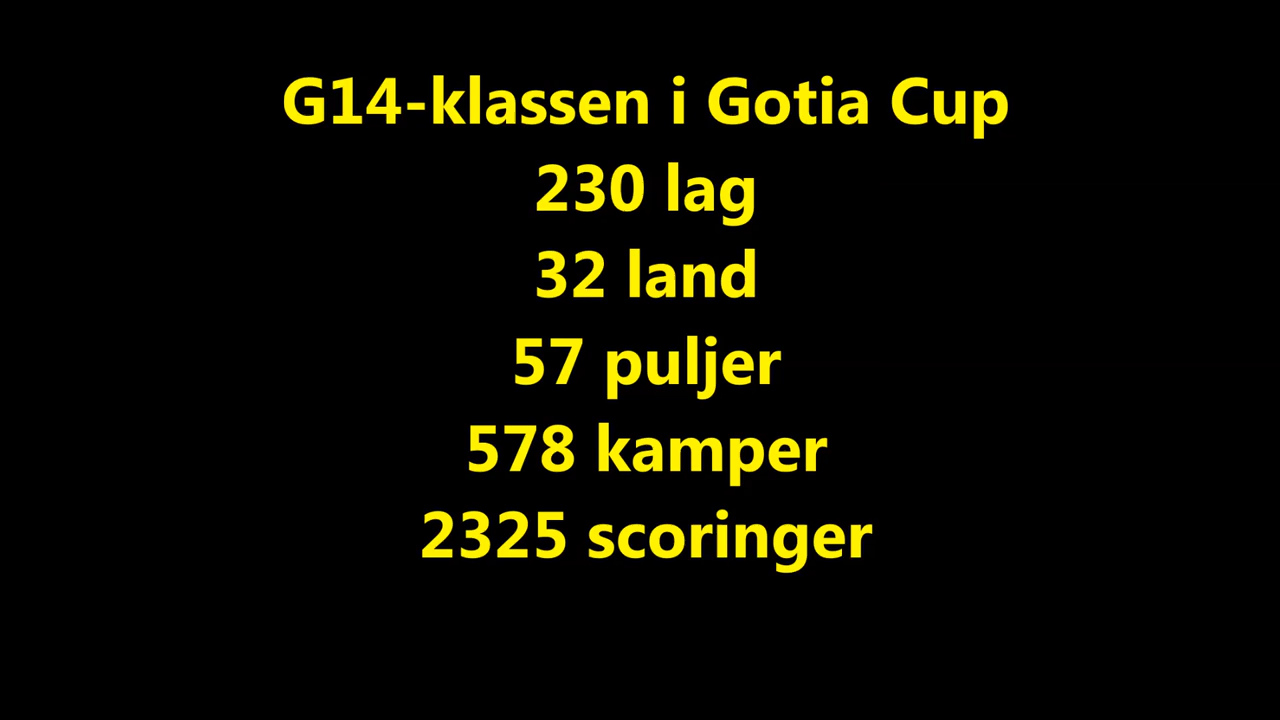 G14-klassen i Gotia Cup
230 lag
32 land
57 puljer
578 kamper
2325 scoringer